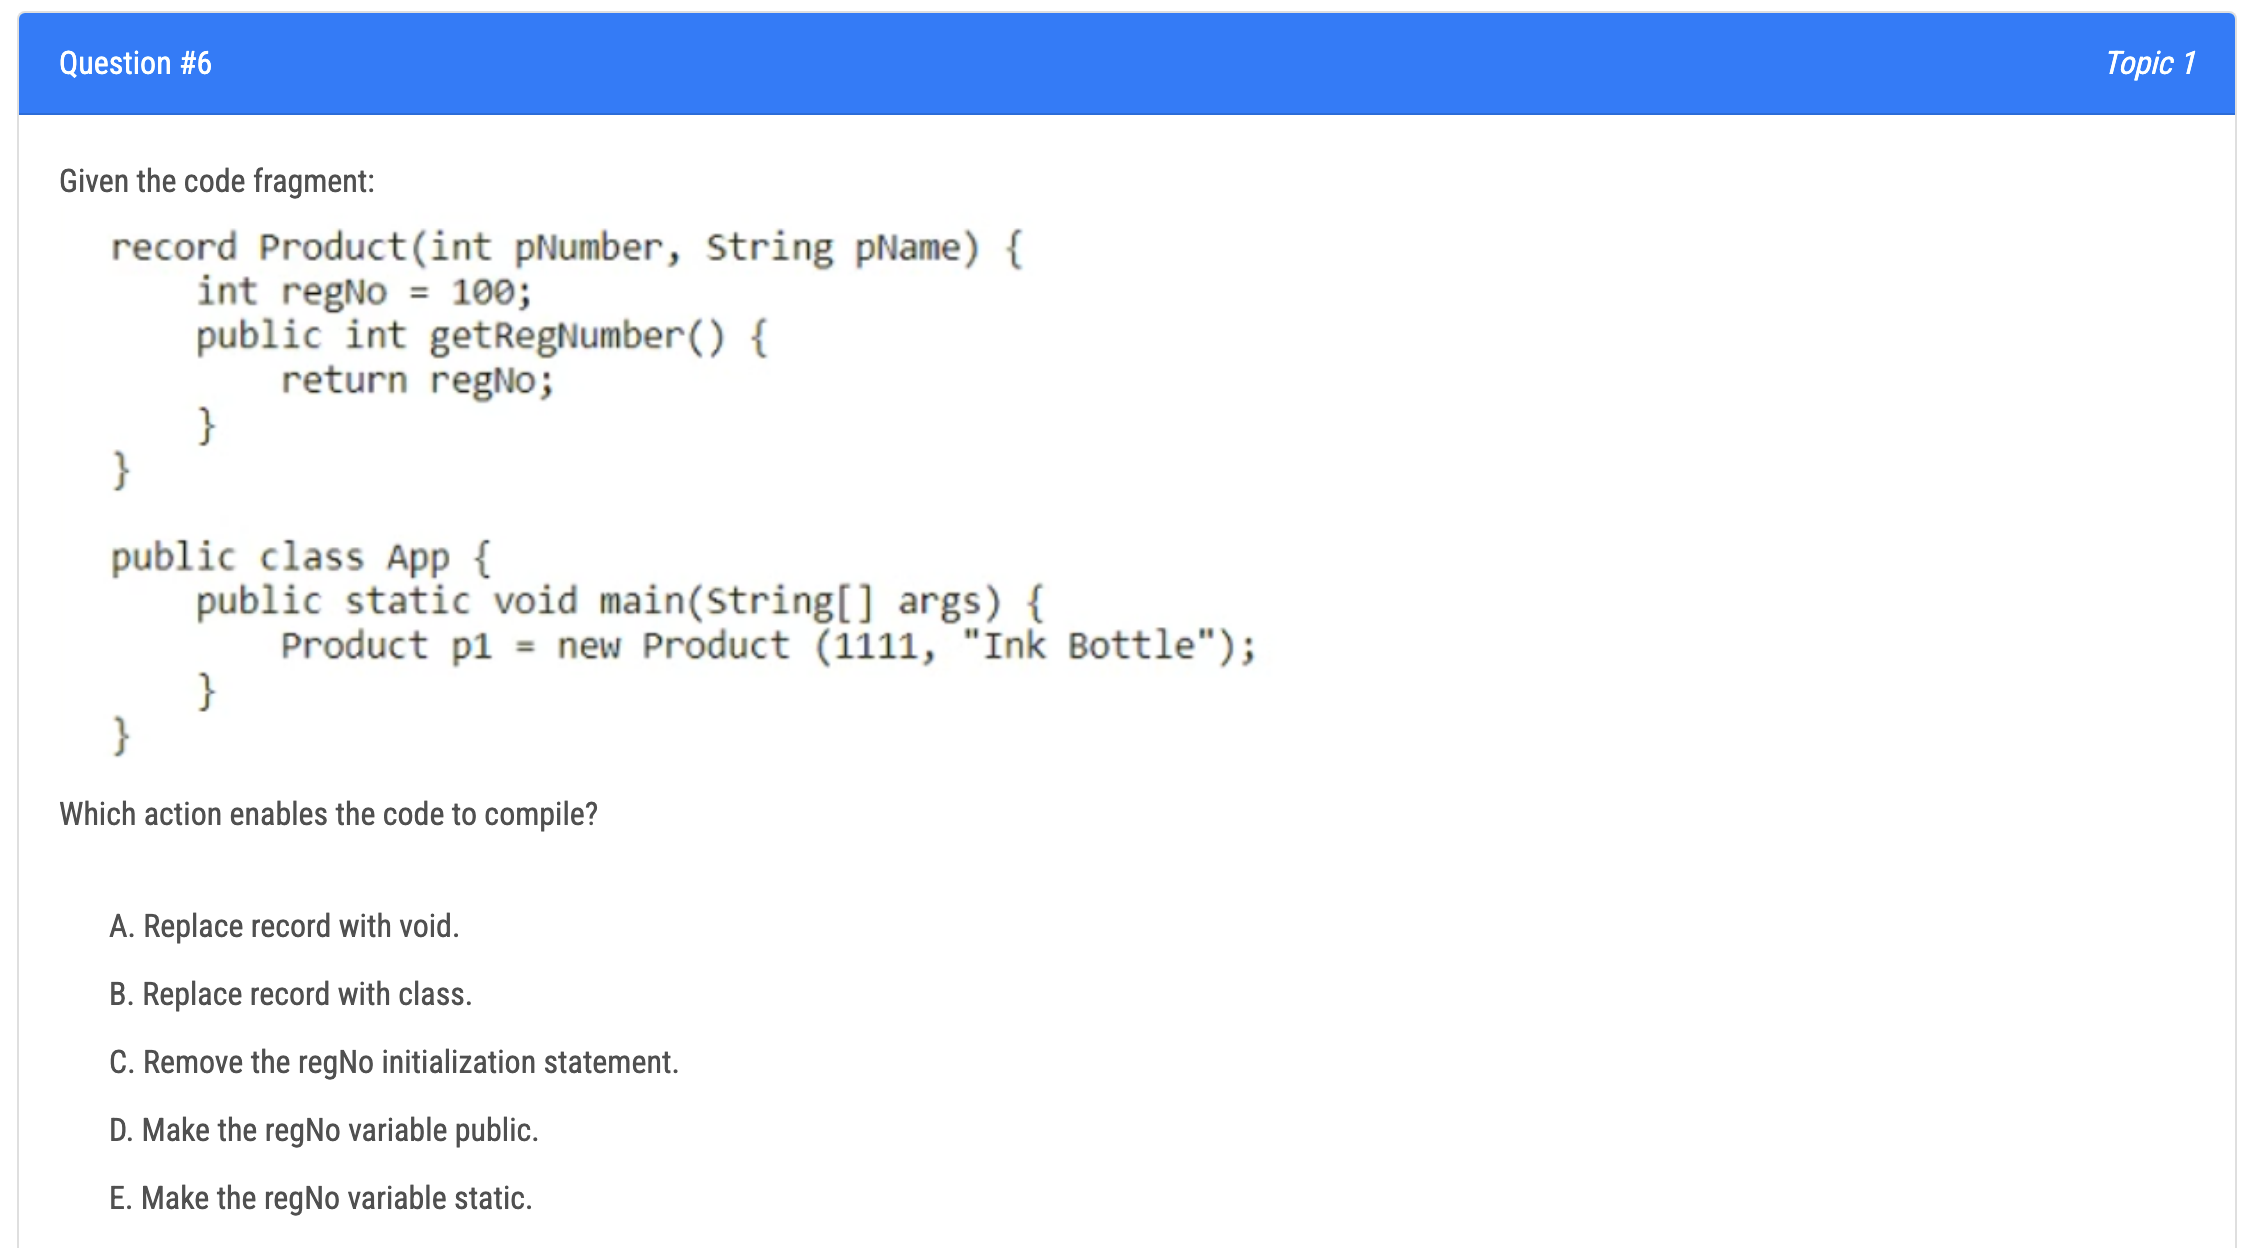 Question #6
Topic 1
Given the code fragment:
record Product(int pNumber, String pName) {
int regNo = 100;
public int getRegNumber() {
return regNo;
}
}
public class App {
public static void main(String[] args) {
Product p1 = new Product (1111, "Ink Bottle");
}
}
Which action enables the code to compile?
A. Replace record with void.
B. Replace record with class.
C. Remove the regNo initialization statement.
D. Make the regNo variable public.
E. Make the regNo variable static.